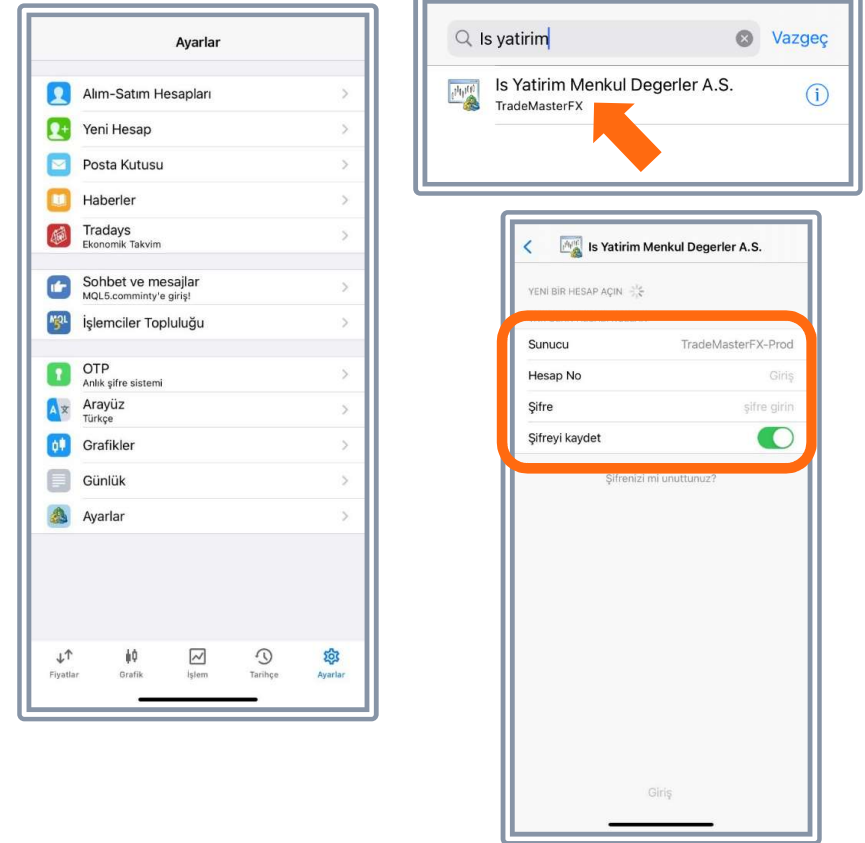 Ayarlar
Alım-Satım Hesapları
Yeni Hesap
Posta Kutusu
Haberler
Tradays
Ekonomik Takvim
Sohbet ve mesajlar
MQL5.comminty'e giriş!
İşlemciler Topluluğu
OTP
Anlık şifre sistemi
Arayüz
Türkçe
Grafikler
Günlük
Ayarlar
Fiyatlar
Grafik
İşlem
Tarihçe
Ayarlar
Is yatirim
Vazgeç
Is Yatirim Menkul Degerler A.S.
TradeMasterFX
Is Yatirim Menkul Degerler A.S.
YENİ BİR HESAP AÇIN
Sunucu TradeMasterFX-Prod
Hesap No Giriş
Şifre şifre girin
Şifreyi kaydet
Şifrenizi mi unuttunuz?
Giriş